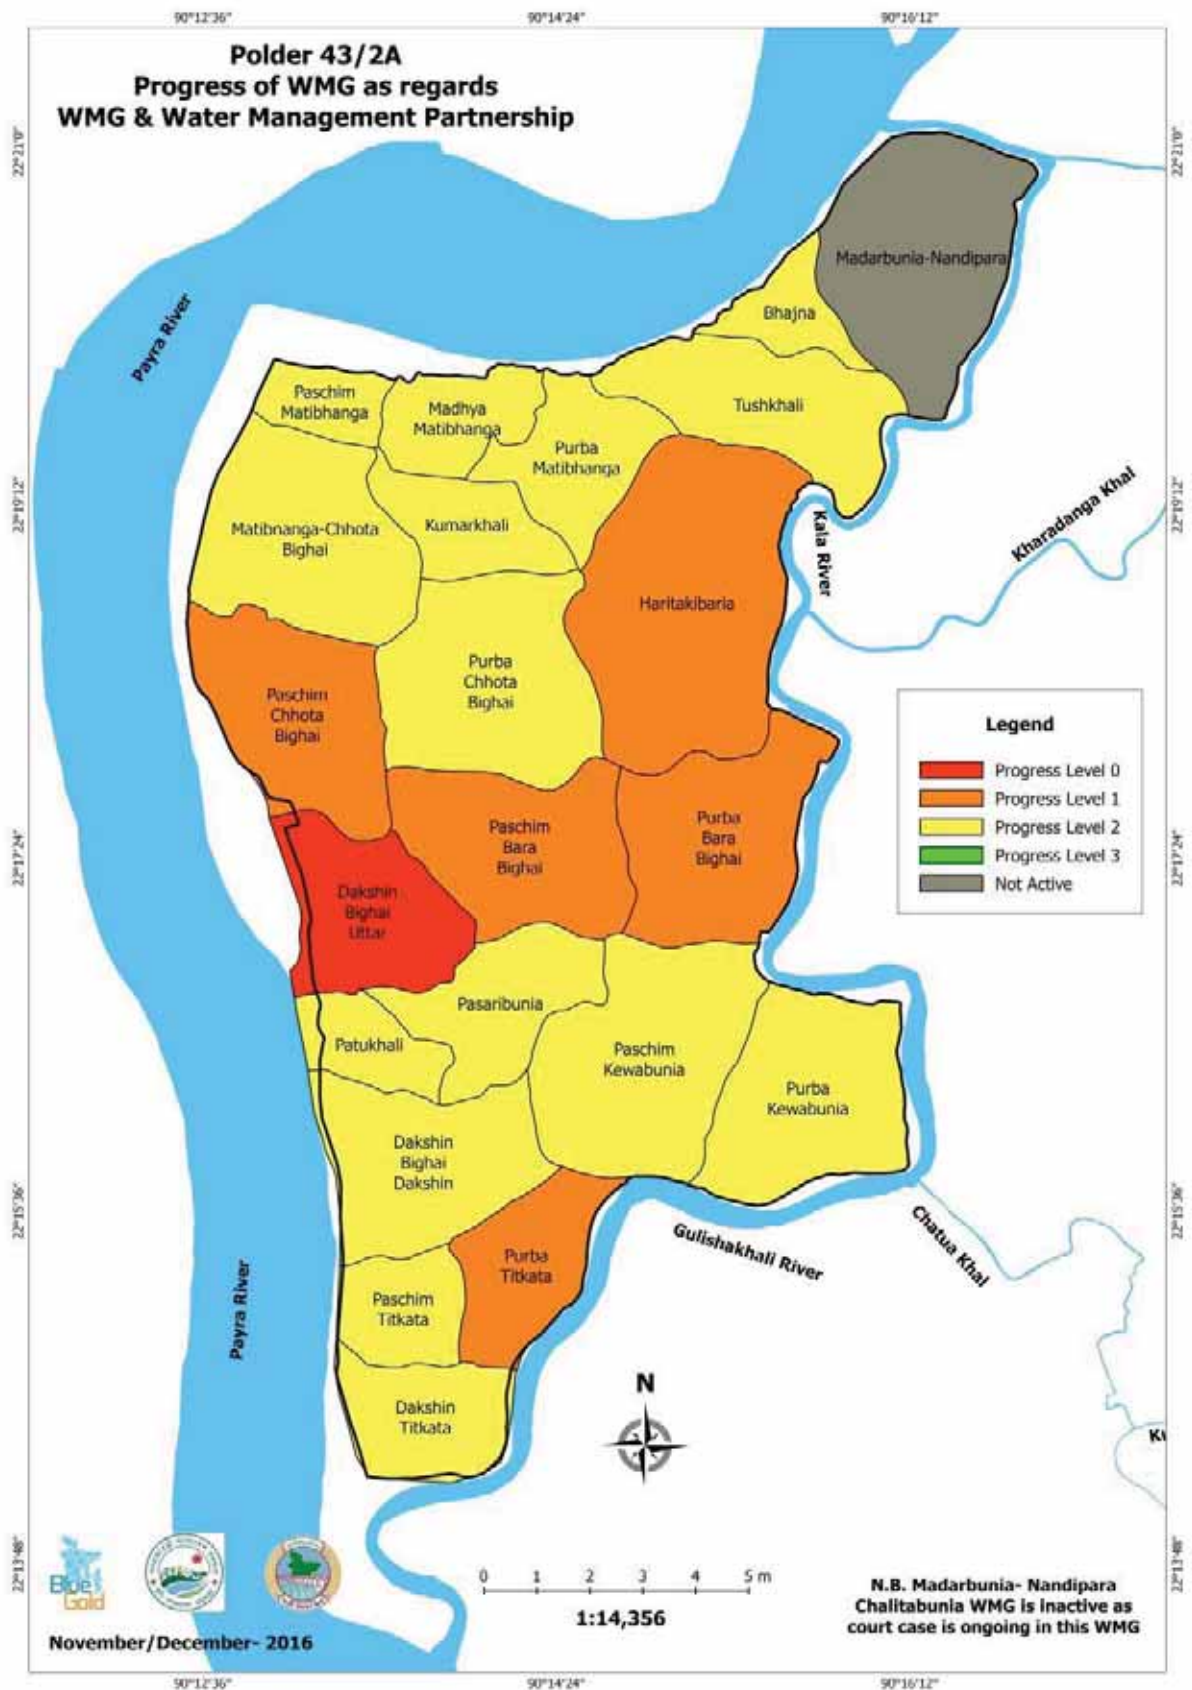 90°12'36"
90°14'24"
90°16'12"
Polder 43/2A
Progress of WMG as regards
WMG & Water Management Partnership
22°21'0"
22°21'0"
Madarbunia-Nandipara
Bhajna
Payra River
Paschim
Matibhanga
Madhya
Matibhanga
Tushkhali
Purba
Matibhanga
22°19'12"
22°19'12"
Matibnanga-Chhota
Bighai
Kumarkhali
Kala River
Kharadanga Khal
Haritakibaria
Purba
Chhota
Bighai
Paschim
Chhota
Bighai
Legend
Progress Level 0
Progress Level 1
Progress Level 2
Progress Level 3
Not Active
Paschim
Bara
Bighai
Purba
Bara
Bighai
22°17'24"
22°17'24"
Dakshin
Bighai
Uttar
Pasaribunia
Patukhali
Paschim
Kewabunia
Purba
Kewabunia
Dakshin
Bighai
Dakshin
22°15'36"
22°15'36"
Purba
Titkata
Gulishakhali River
Chatua Khal
Payra River
Paschim
Titkata
N
Dakshin
Titkata
22°13'48"
22°13'48"
Blue
Gold
0 1 2 3 4 5 m
1:14,356
N.B. Madarbunia- Nandipara
Chalitabunia WMG is inactive as
court case is ongoing in this WMG
November/December- 2016
90°12'36"
90°14'24"
90°16'12"